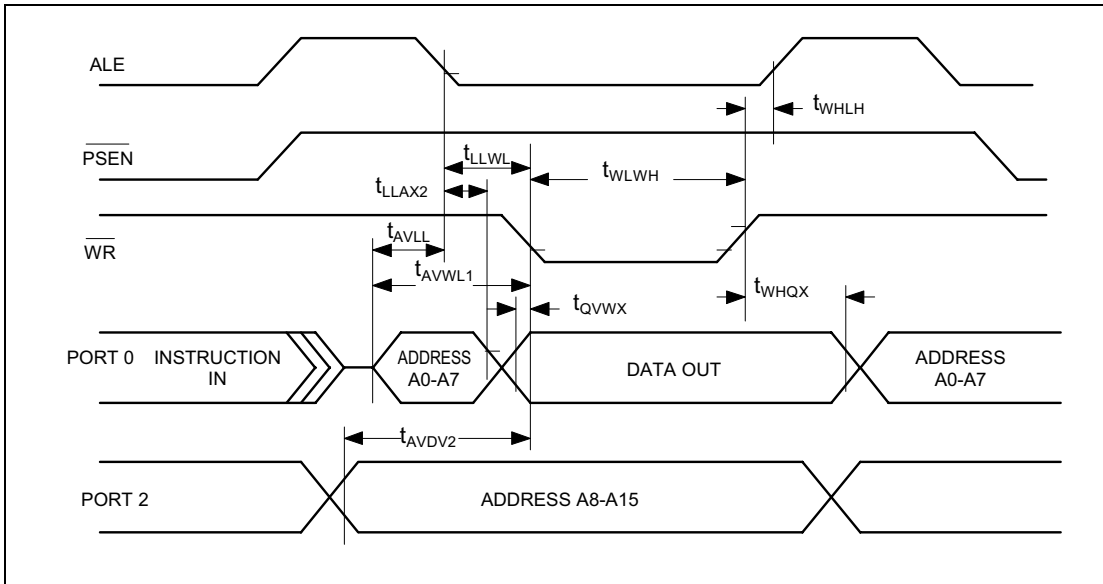 ALE
tWHLH
PSEN
tLLWL
tWLWH
tLLAX2
WR
tAVLL
tAVWL1
tWHQX
tQVWX
PORT 0
INSTRUCTION
IN
ADDRESS
A0-A7
DATA OUT
ADDRESS
A0-A7
tAVDV2
PORT 2
ADDRESS A8-A15